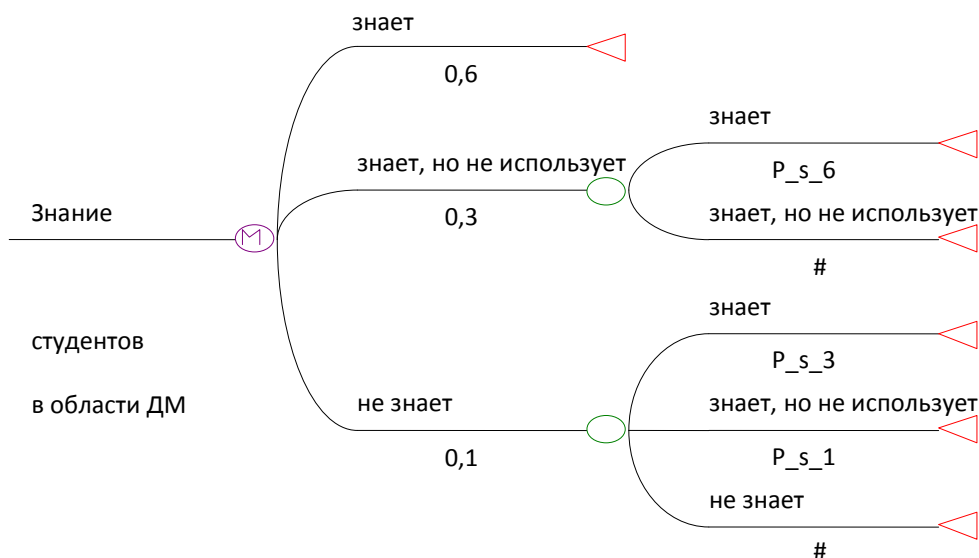 знает
0,6
знает
знает, но не использует
P_s_6
Знание
М
0,3
знает, но не использует
#
знает
студентов
P_s_3
в области ДМ
не знает
знает, но не использует
0,1
P_s_1
не знает
#